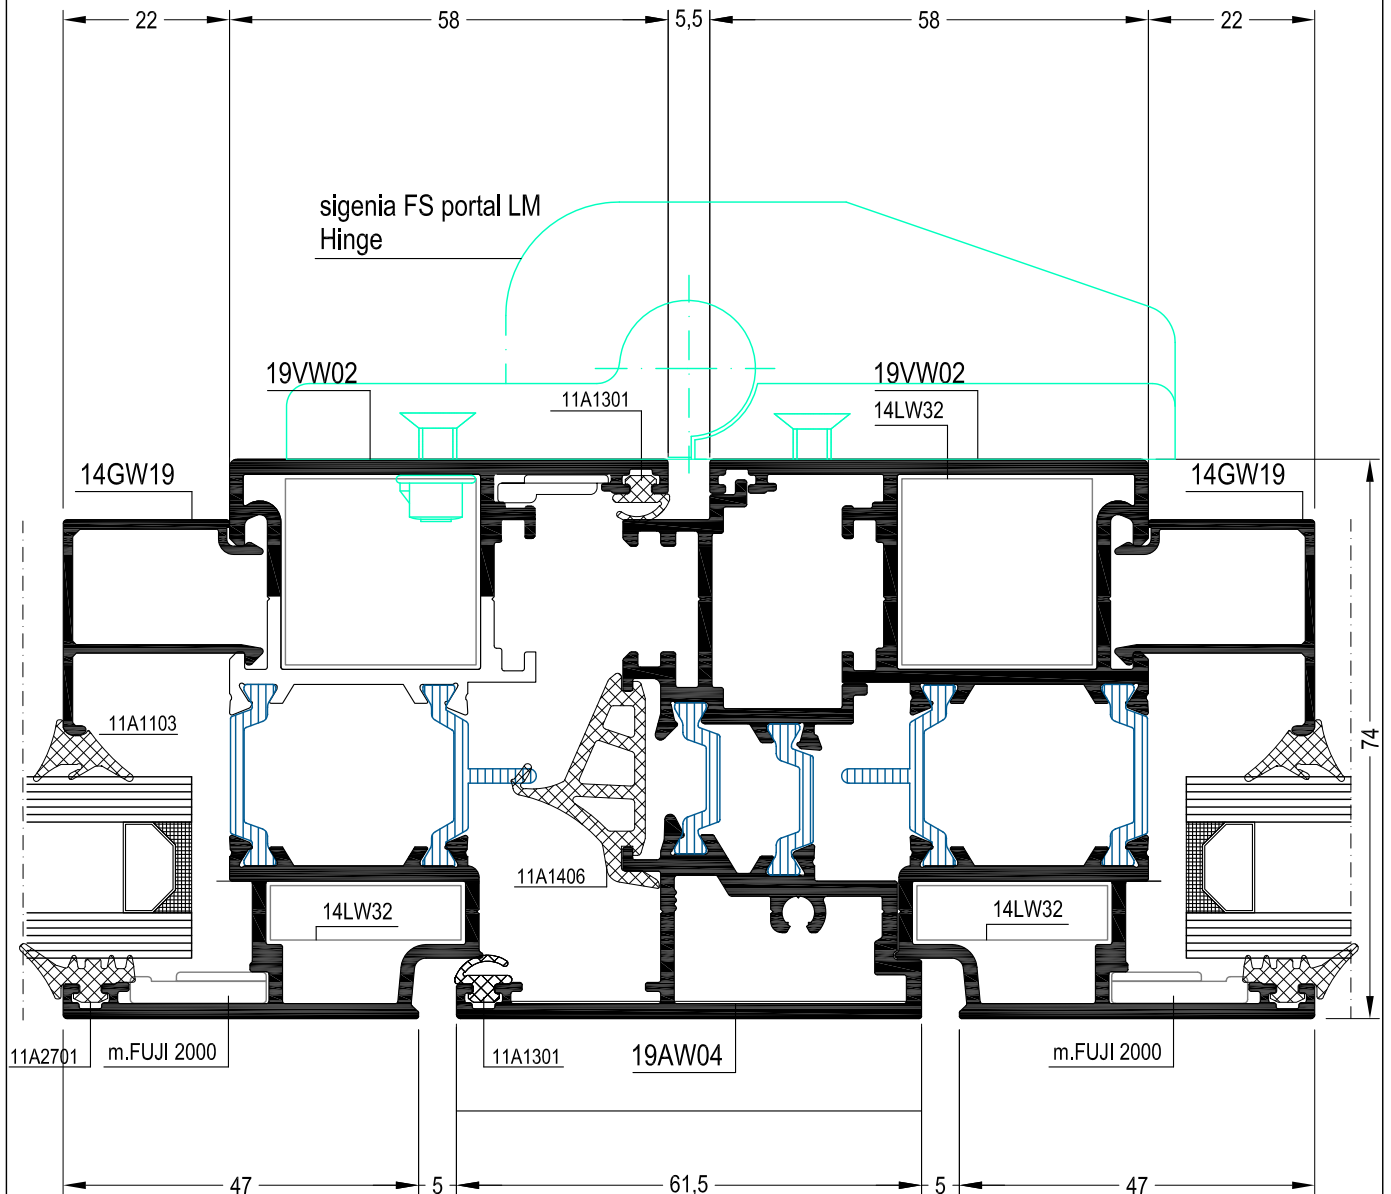 22
58
5,5
58
22
sigenia FS portal LM
Hinge
19VW02
11A1301
19VW02
14LW32
14GW19
14GW19
11A1103
74
11A1406
14LW32
14LW32
11A2701
m.FUJI 2000
11A1301
19AW04
m.FUJI 2000
47
5
61,5
5
47